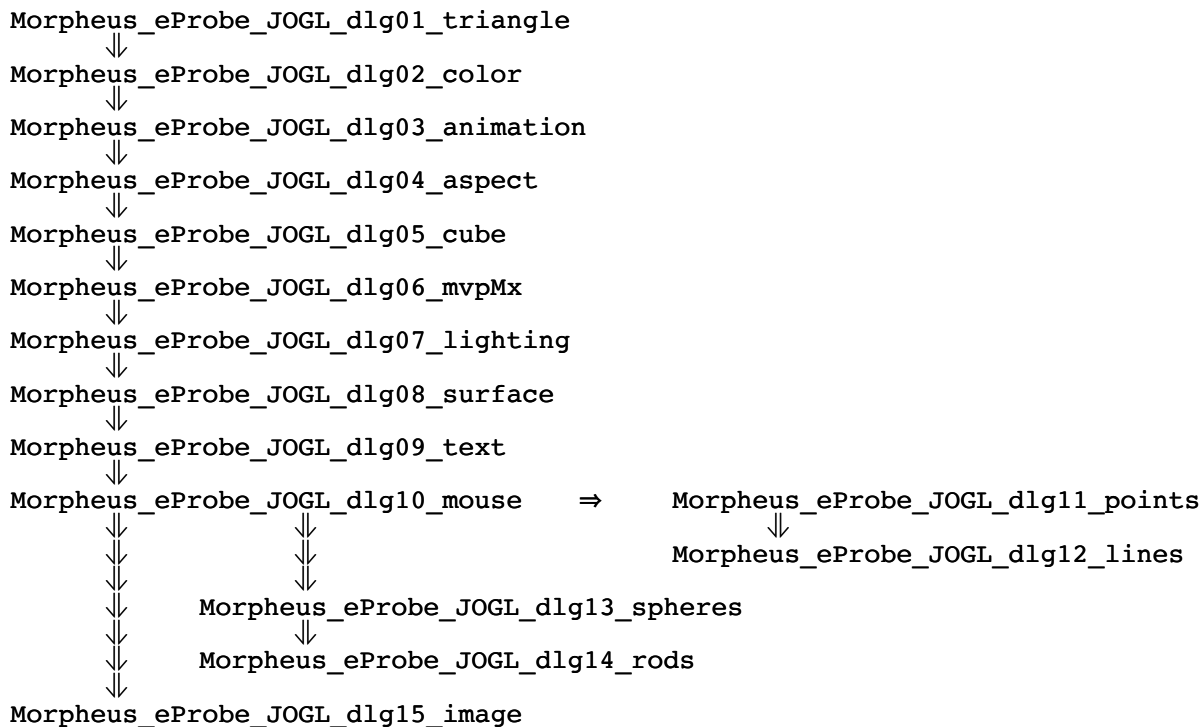 Morpheus_eProbe_JOGL_dlg01_triangle
⇓
Morpheus_eProbe_JOGL_dlg02_color
⇓
Morpheus_eProbe_JOGL_dlg03_animation
⇓
Morpheus_eProbe_JOGL_dlg04_aspect
⇓
Morpheus_eProbe_JOGL_dlg05_cube
⇓
Morpheus_eProbe_JOGL_dlg06_mvpMx
⇓
Morpheus_eProbe_JOGL_dlg07_lighting
⇓
Morpheus_eProbe_JOGL_dlg08_surface
⇓
Morpheus_eProbe_JOGL_dlg09_text
⇓
Morpheus_eProbe_JOGL_dlg10_mouse ⇒ Morpheus_eProbe_JOGL_dlg11_points
⇓ ⇓ ⇓
⇓ ⇓ Morpheus_eProbe_JOGL_dlg12_lines
⇓ ⇓
⇓ Morpheus_eProbe_JOGL_dlg13_spheres
⇓ ⇓
⇓ Morpheus_eProbe_JOGL_dlg14_rods
⇓
Morpheus_eProbe_JOGL_dlg15_image